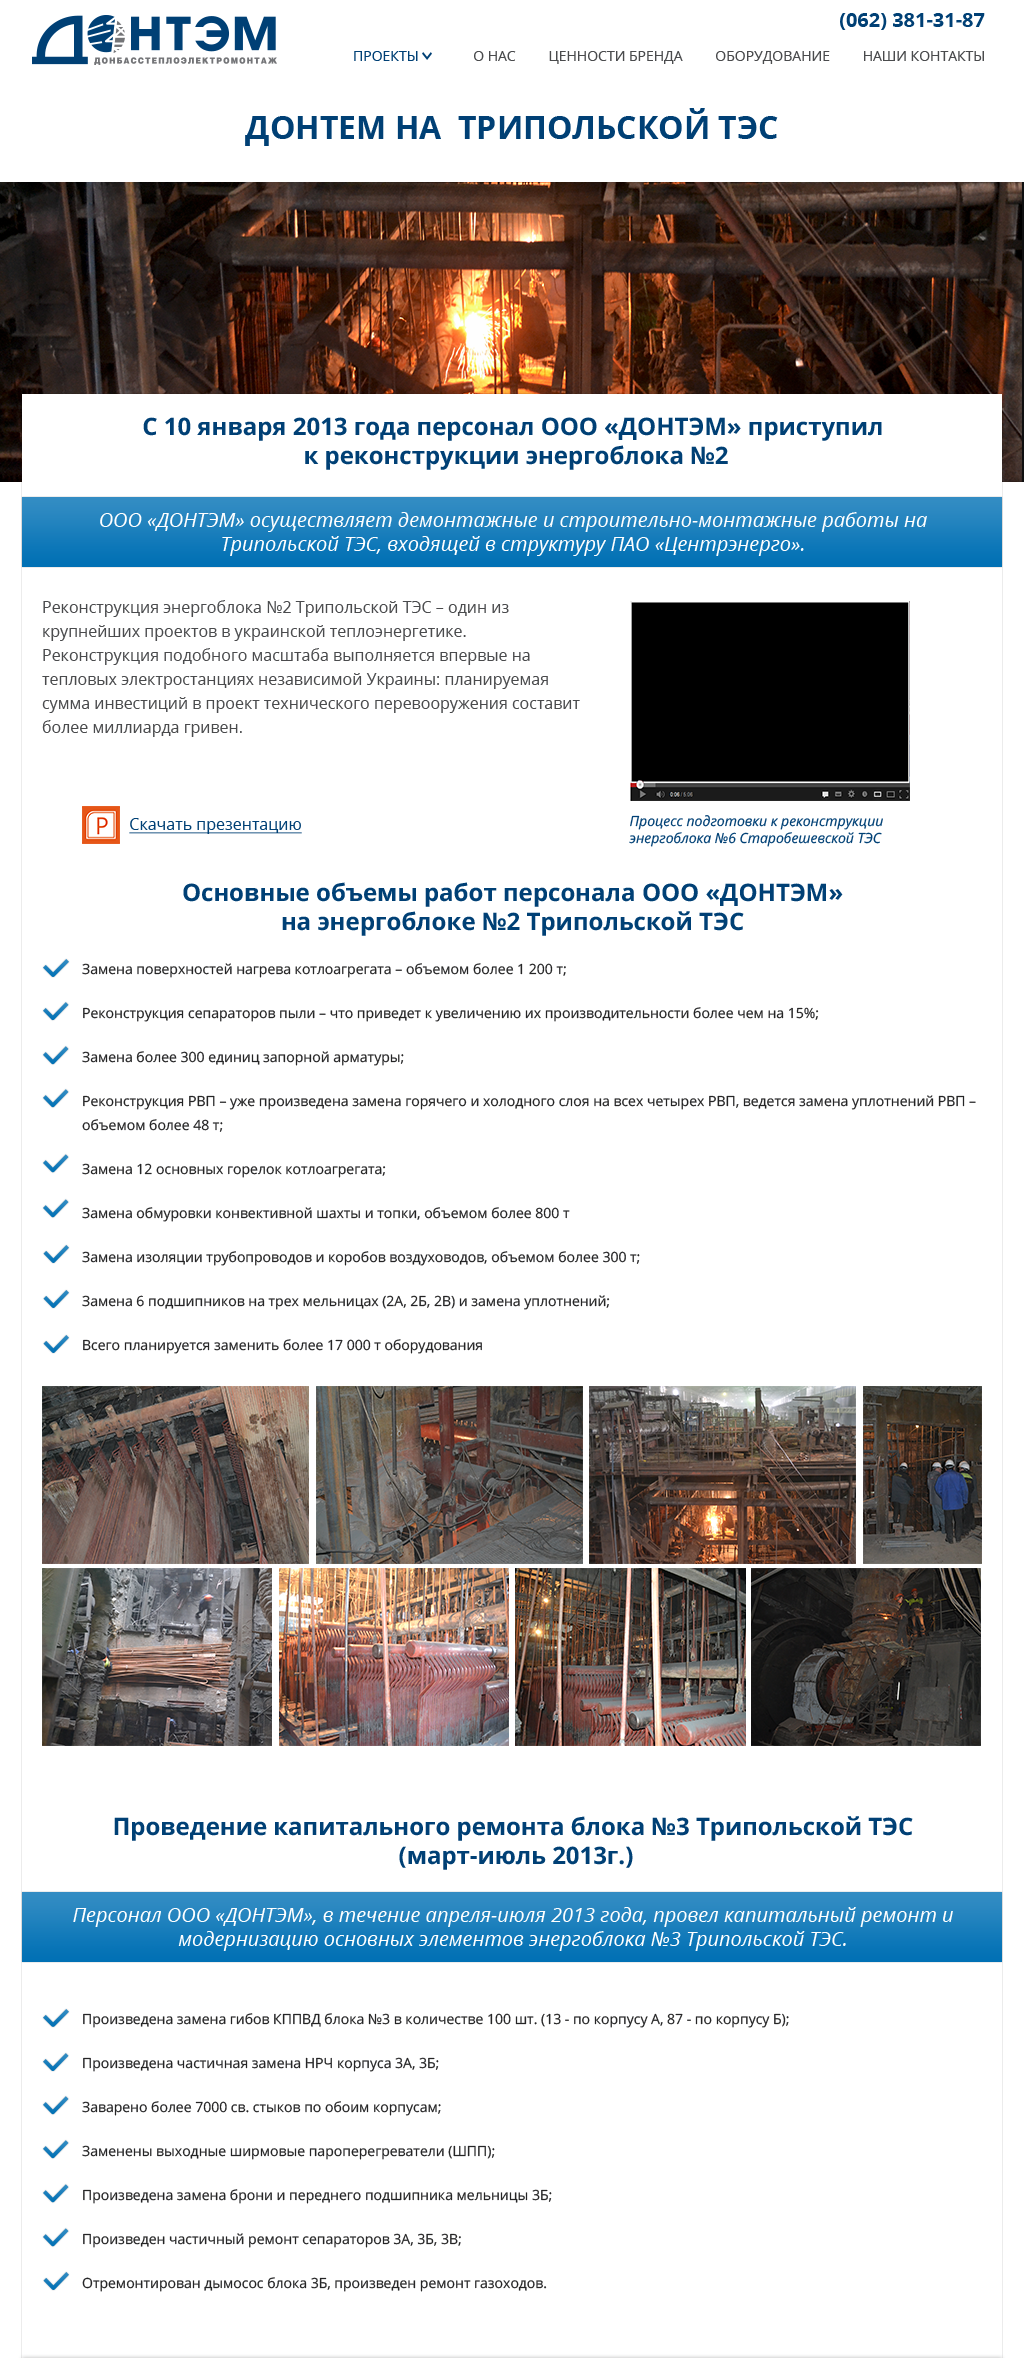 ДОНТЭМ
ДОНБАССТЕПЛОЭЛЕКТРОМОНТАЖ
(062) 381-31-87
ПРОЕКТЫ О НАС ЦЕННОСТИ БРЕНДА ОБОРУДОВАНИЕ НАШИ КОНТАКТЫ
ДОНТЕМ НА ТРИПОЛЬСКОЙ ТЭС
С 10 января 2013 года персонал ООО «ДОНТЭМ» приступил
к реконструкции энергоблока №2
ООО «ДОНТЭМ» осуществляет демонтажные и строительно-монтажные работы на
Трипольской ТЭС, входящей в структуру ПАО «Центрэнерго».
Реконструкция энергоблока №2 Трипольской ТЭС – один из
крупнейших проектов в украинской теплоэнергетике.
Реконструкция подобного масштаба выполняется впервые на
тепловых электростанциях независимой Украины: планируемая
сумма инвестиций в проект технического перевооружения составит
более миллиарда гривен.
0:06 / 5:08
P Скачать презентацию
Процесс подготовки к реконструкции
энергоблока №6 Старобешевской ТЭС
Основные объемы работ персонала ООО «ДОНТЭМ»
на энергоблоке №2 Трипольской ТЭС
Замена поверхностей нагрева котлоагрегата – объемом более 1 200 т;
Реконструкция сепараторов пыли – что приведет к увеличению их производительности более чем на 15%;
Замена более 300 единиц запорной арматуры;
Реконструкция РВП – уже произведена замена горячего и холодного слоя на всех четырех РВП, ведется замена уплотнений РВП –
объемом более 48 т;
Замена 12 основных горелок котлоагрегата;
Замена обмуровки конвективной шахты и топки, объемом более 800 т
Замена изоляции трубопроводов и коробов воздуховодов, объемом более 300 т;
Замена 6 подшипников на трех мельницах (2А, 2Б, 2В) и замена уплотнений;
Всего планируется заменить более 17 000 т оборудования
Проведение капитального ремонта блока №3 Трипольской ТЭС
(март-июль 2013г.)
Персонал ООО «ДОНТЭМ», в течение апреля-июля 2013 года, провел капитальный ремонт и
модернизацию основных элементов энергоблока №3 Трипольской ТЭС.
Произведена замена гибов КППВД блока №3 в количестве 100 шт. (13 - по корпусу А, 87 - по корпусу Б);
Произведена частичная замена НРЧ корпуса 3А, 3Б;
Заварено более 7000 св. стыков по обоим корпусам;
Заменены выходные ширмовые пароперегреватели (ШПП);
Произведена замена брони и переднего подшипника мельницы 3Б;
Произведен частичный ремонт сепараторов 3А, 3Б, 3В;
Отремонтирован дымосос блока 3Б, произведен ремонт газоходов.